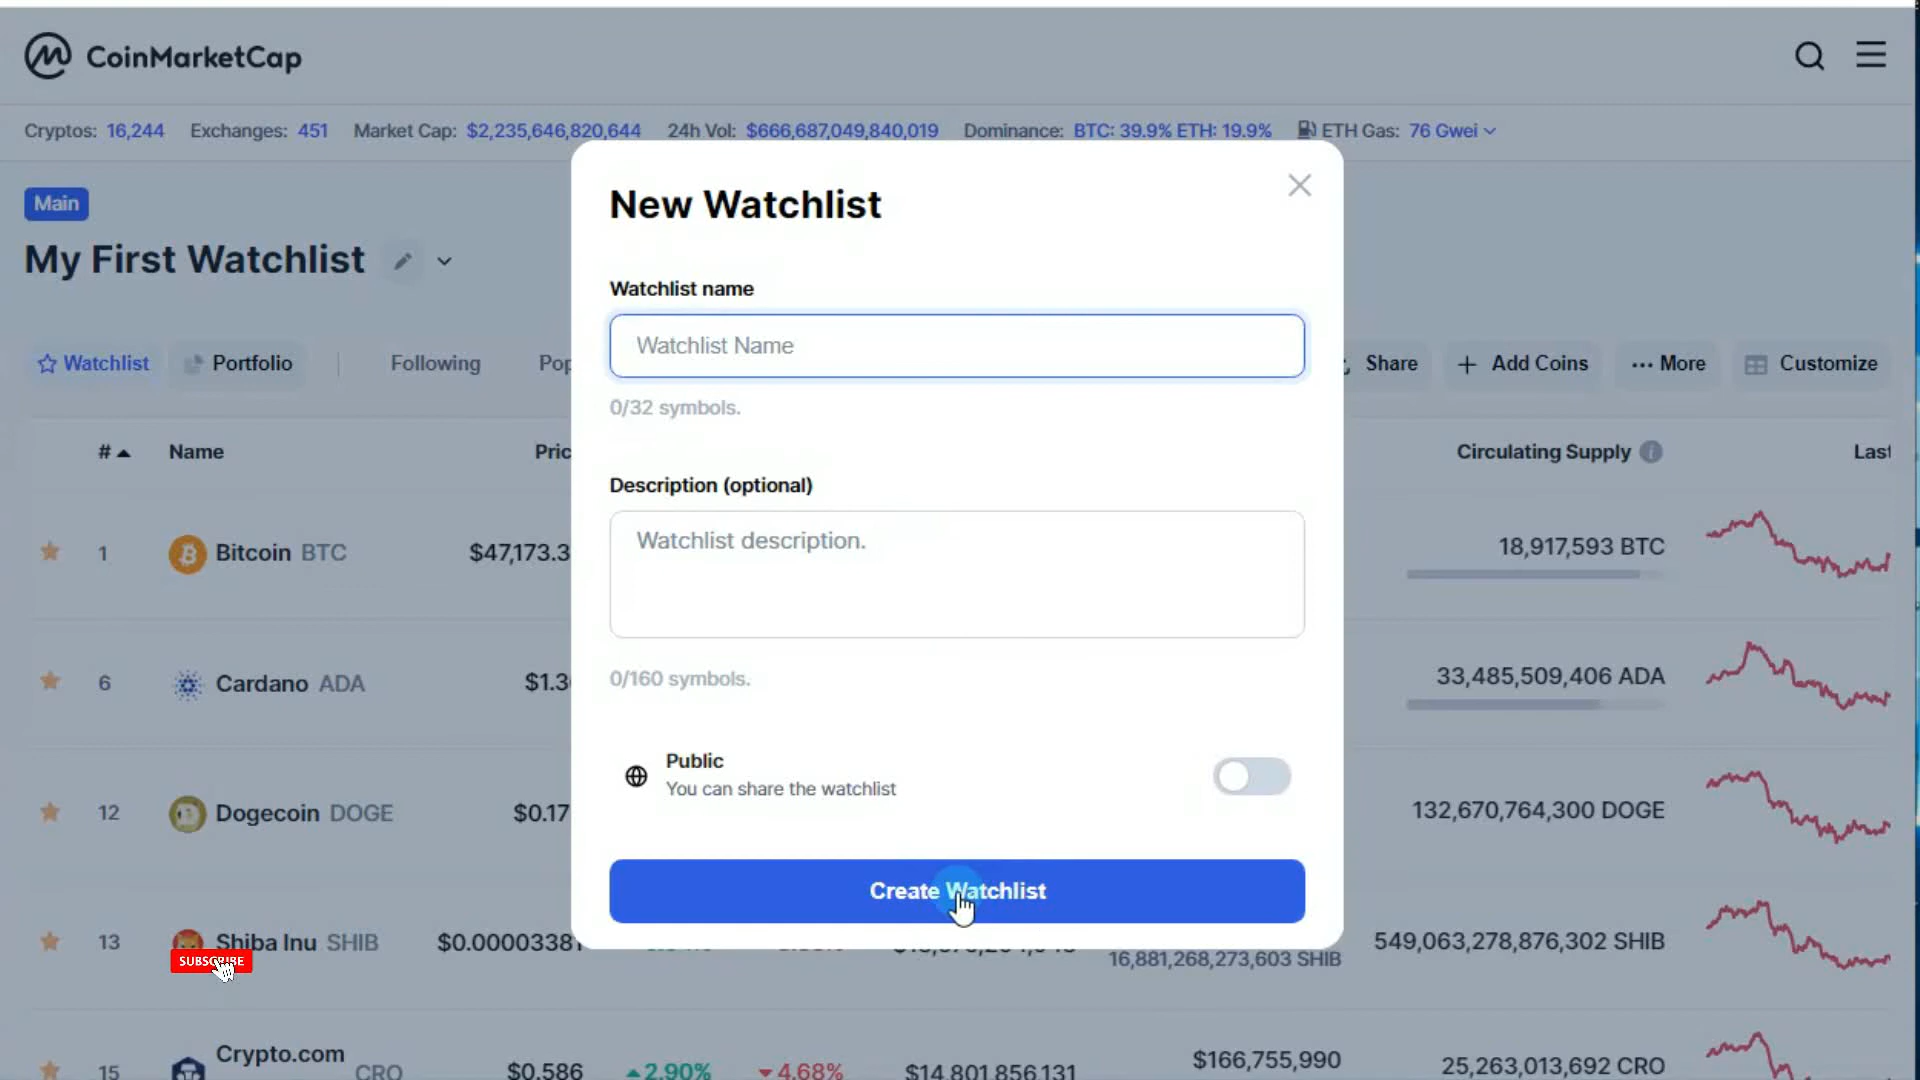 CoinMarketCap
Cryptos: 16,244 Exchanges: 451 Market Cap: $2,235,646,820,644 24h Vol: $666,687,049,840,019 Dominance: BTC: 39.9% ETH: 19.9% ETH Gas: 76 Gwei
Main
My First Watchlist
Watchlist Portfolio Following Pop Share + Add Coins ... More Customize
# Name Pric Circulating Supply Last
1 Bitcoin BTC $47,173.3 18,917,593 BTC
6 Cardano ADA $1.3 33,485,509,406 ADA
12 Dogecoin DOGE $0.17 132,670,764,300 DOGE
13 Shiba Inu SHIB $0.00003381 549,063,278,876,302 SHIB
16,881,268,273,603 SHIB
SUBSCRIBE
15 Crypto.com CRO $0.586 2.90% 4.68% $14,801,856,131 $166,755,990 25,263,013,692 CRO
New Watchlist
Watchlist name
Watchlist Name
0/32 symbols.
Description (optional)
Watchlist description.
0/160 symbols.
Public
You can share the watchlist
Create Watchlist